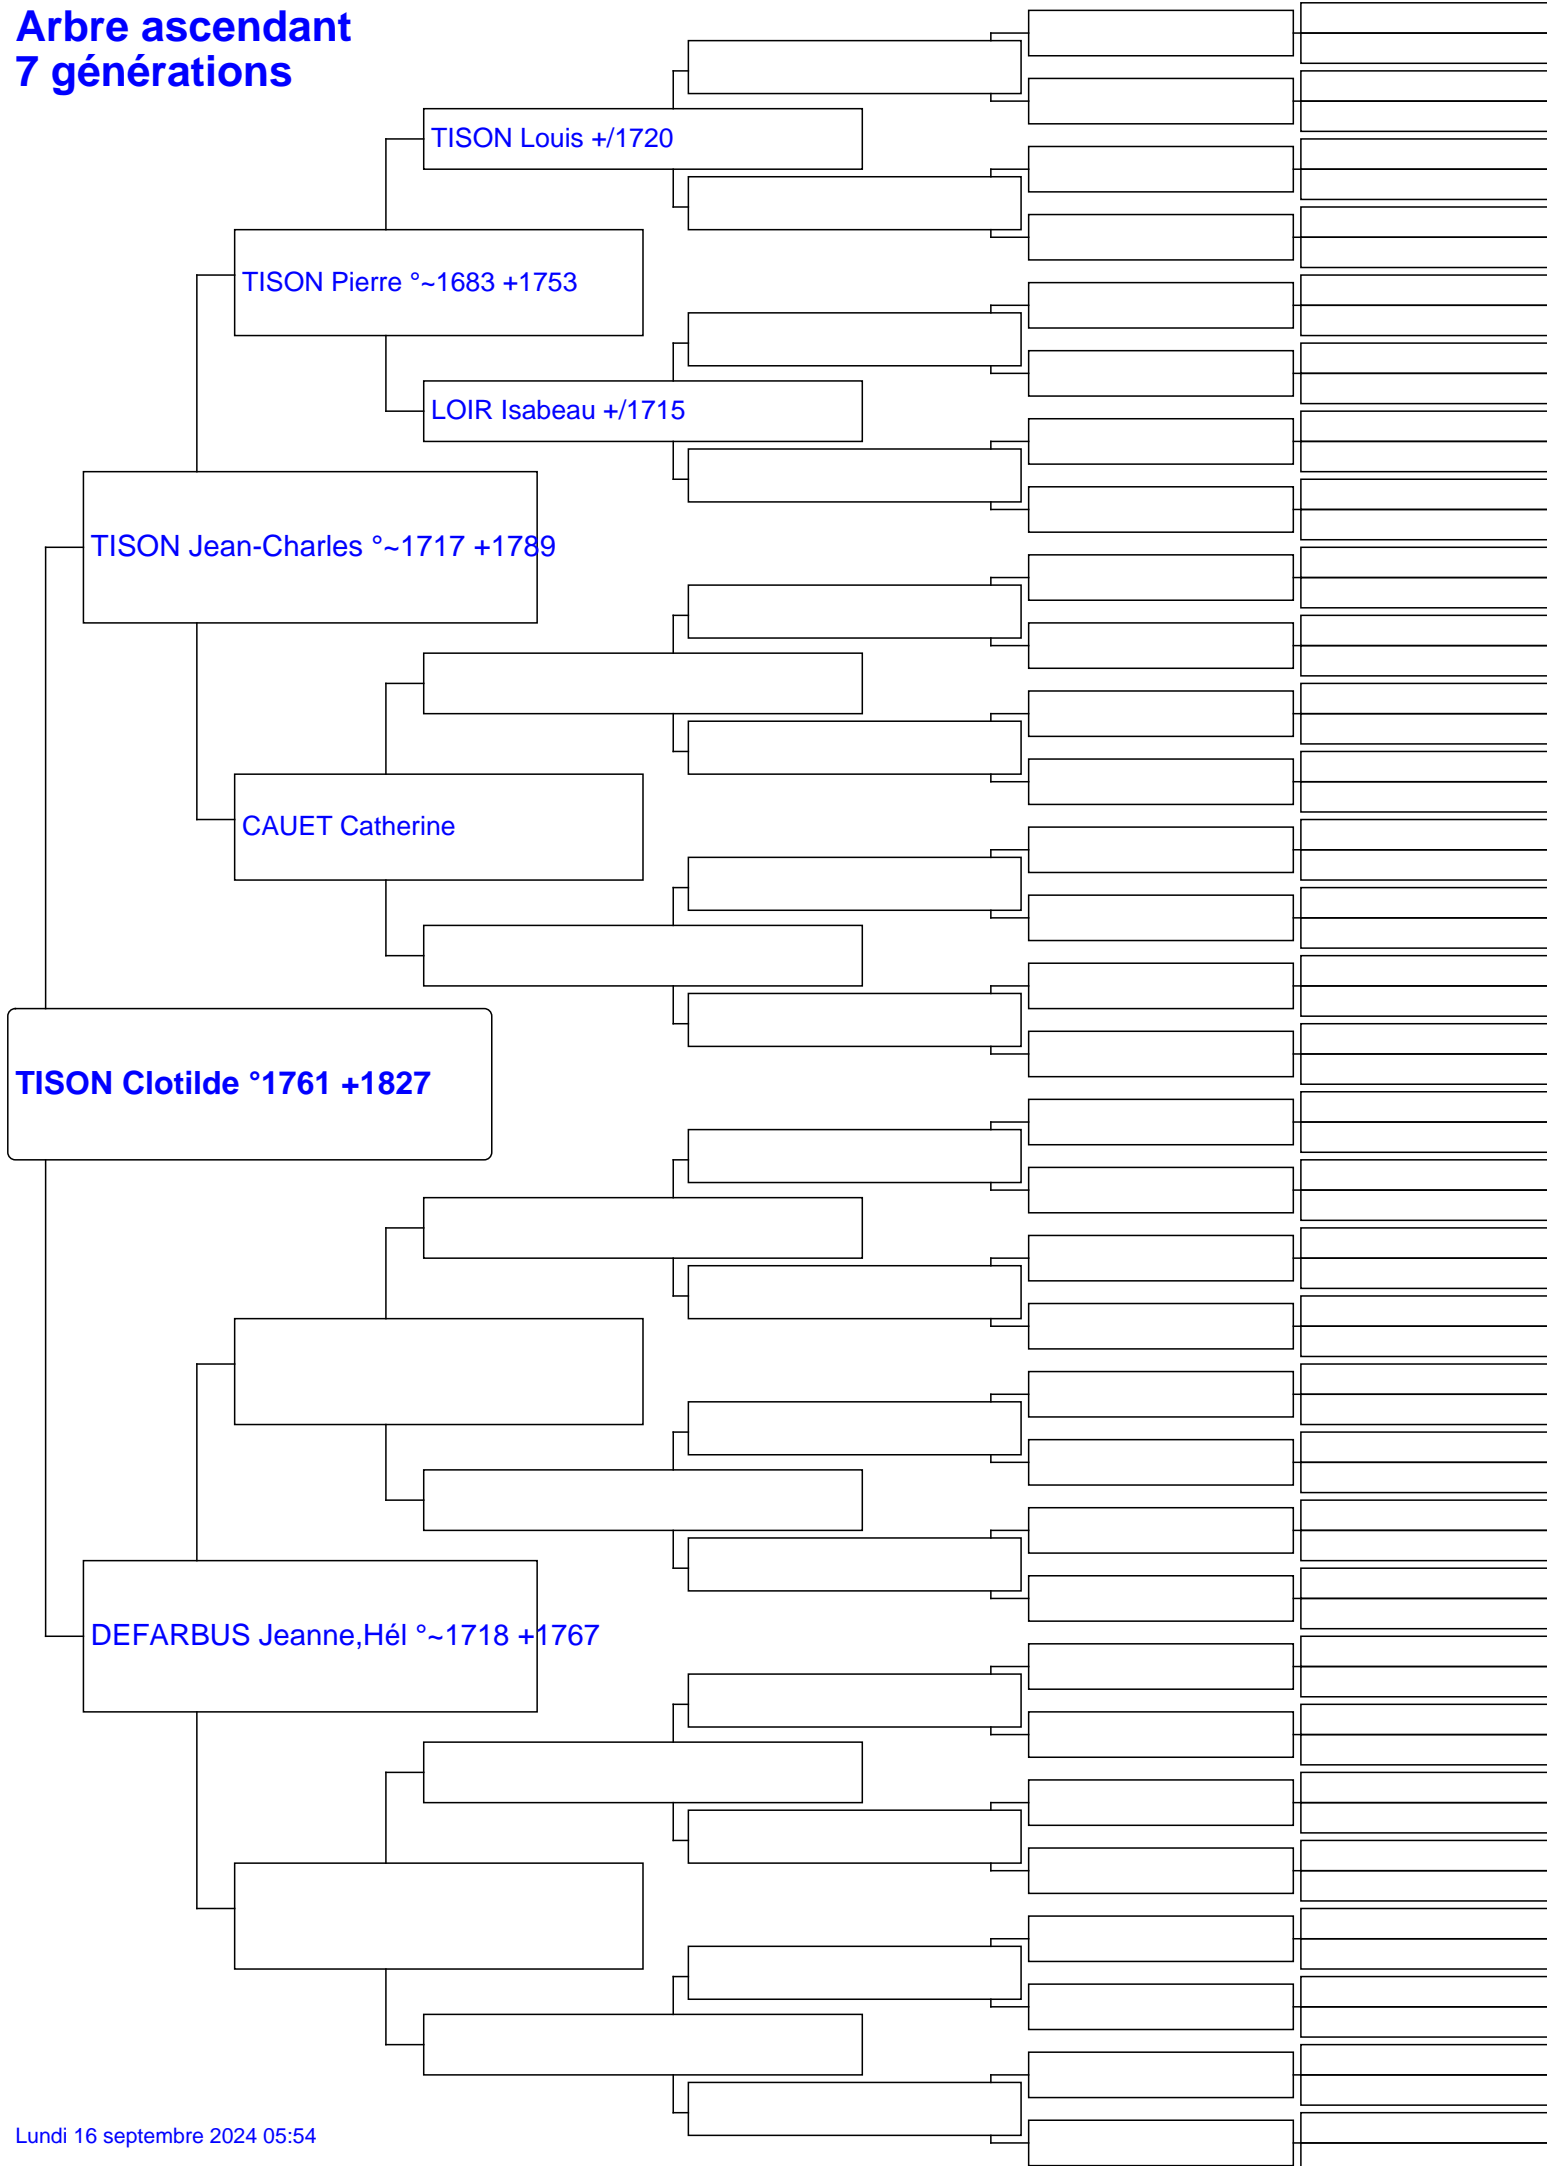 Arbre ascendant
7 générations
TISON Louis +/1720
TISON Pierre °~1683 +1753
LOIR Isabeau +/1715
TISON Jean-Charles °~1717 +1789
CAUET Catherine
TISON Clotilde °1761 +1827
DEFARBUS Jeanne,Hél °~1718 +1767
Lundi 16 septembre 2024 05:54